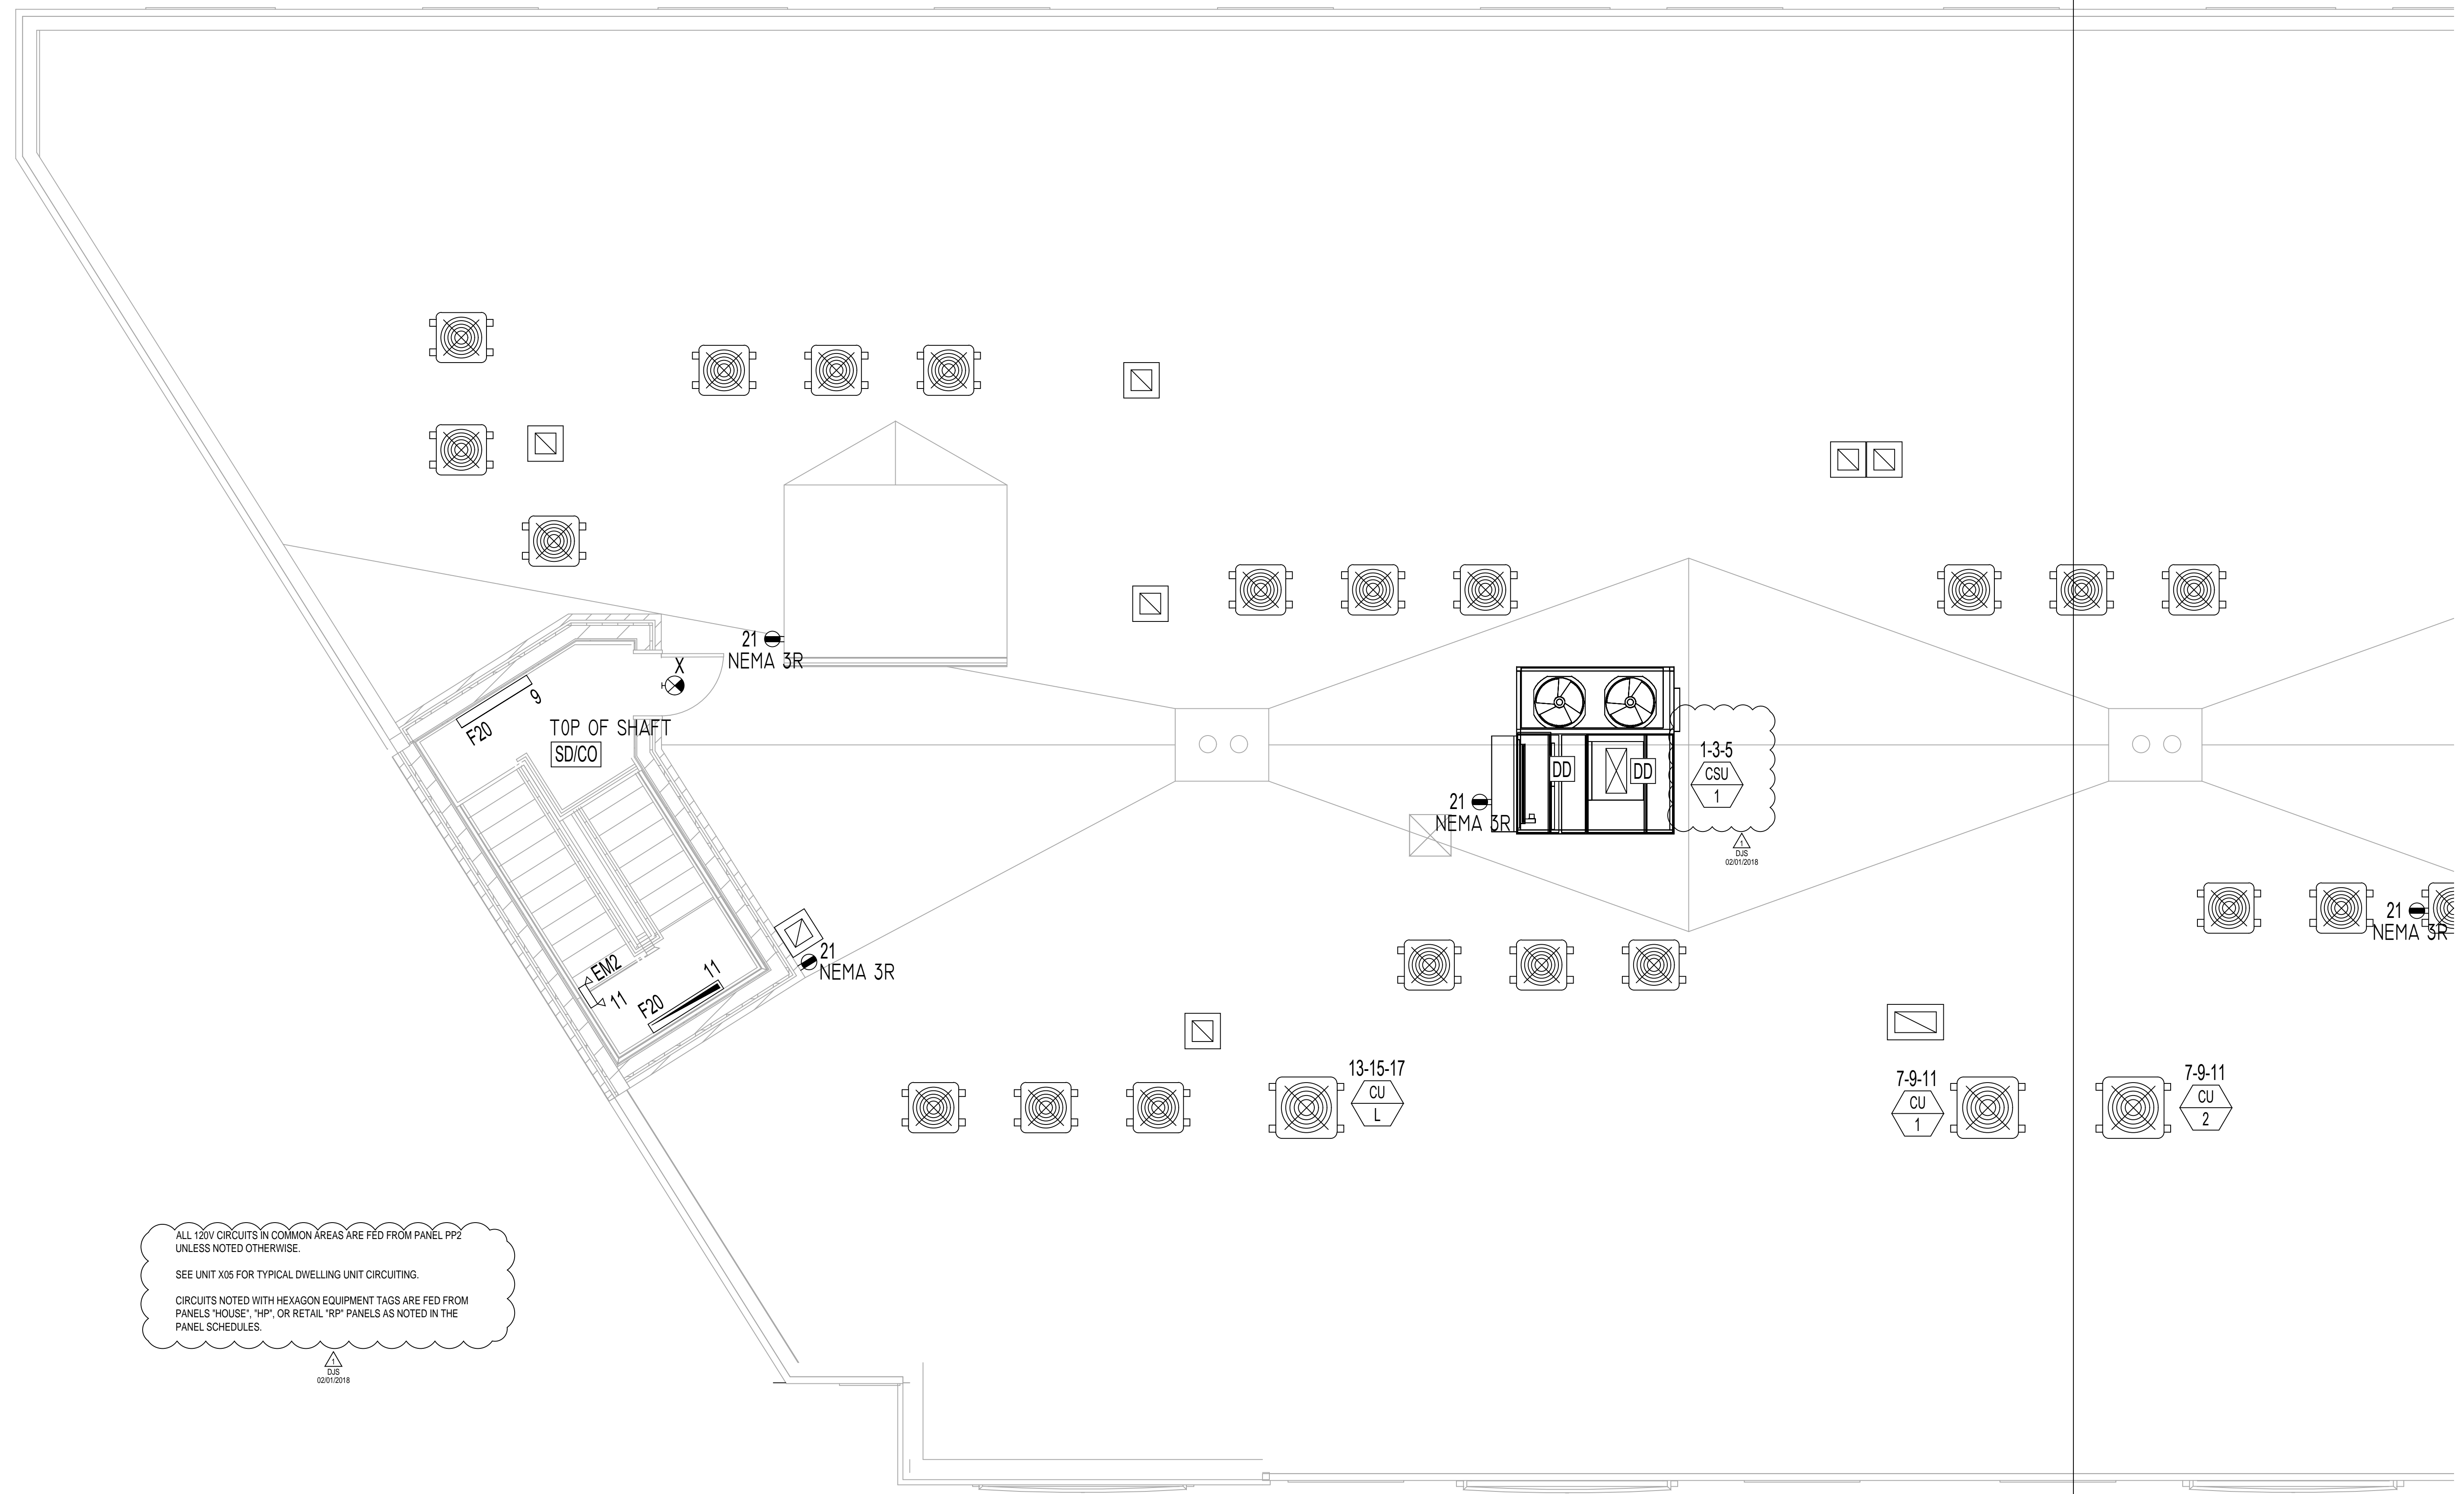 21
NEMA 3R
X
9
F20
TOP OF SHAFT
SD/CO
1-3-5
CSU
1
DD
DD
21
NEMA 3R
1
DJS
02/01/2018
21
NEMA 3R
21
NEMA 3R
EM2
11
11
F20
13-15-17
CU
L
7-9-11
CU
1
7-9-11
CU
2
ALL 120V CIRCUITS IN COMMON AREAS ARE FED FROM PANEL PP2
UNLESS NOTED OTHERWISE.
SEE UNIT X05 FOR TYPICAL DWELLING UNIT CIRCUITING.
CIRCUITS NOTED WITH HEXAGON EQUIPMENT TAGS ARE FED FROM
PANELS "HOUSE", "HP", OR RETAIL "RP" PANELS AS NOTED IN THE
PANEL SCHEDULES.
1
DJS
02/01/2018